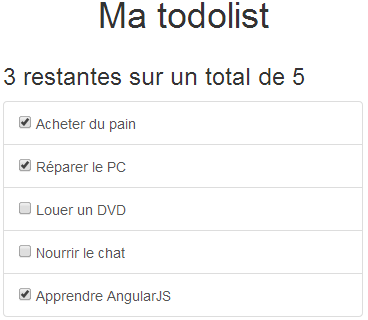 Ma todolist
3 restantes sur un total de 5
Acheter du pain
Réparer le PC
Louer un DVD
Nourrir le chat
Apprendre AngularJS